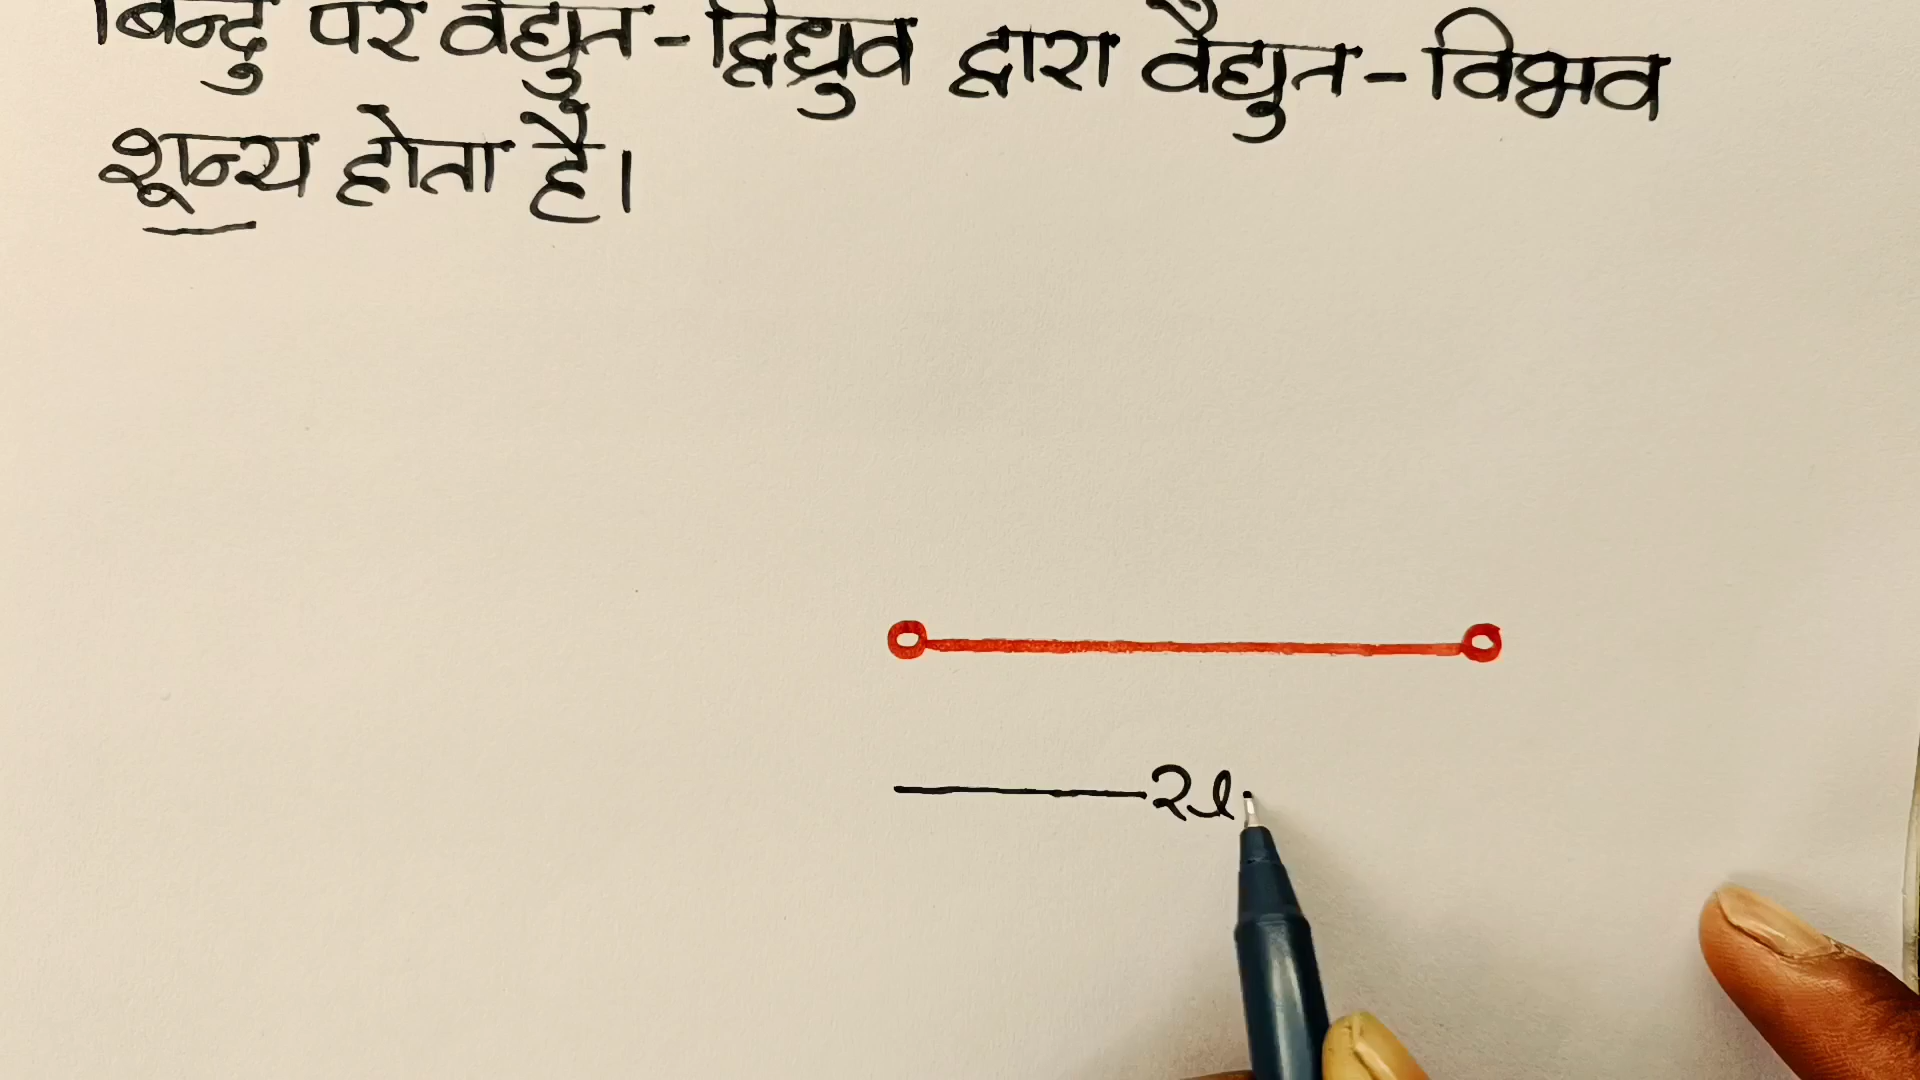 बिन्दु पर वैद्युत-द्विध्रुव द्वारा वैद्युत-विभव
शून्य होता है।
2l